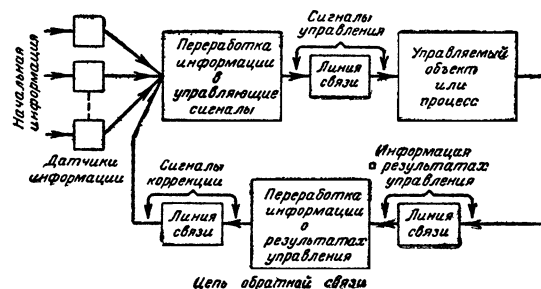 Начальная
информация
Датчики
информации
Переработка
информации
в
управляющие
сигналы
Сигналы
управления
Линия
связи
Управляемый
объект
или
процесс
Информация
о результатах
управления
Линия
связи
Переработка
информации
о
результатах
управления
Сигналы
коррекции
Линия
связи
Цепь обратной связи